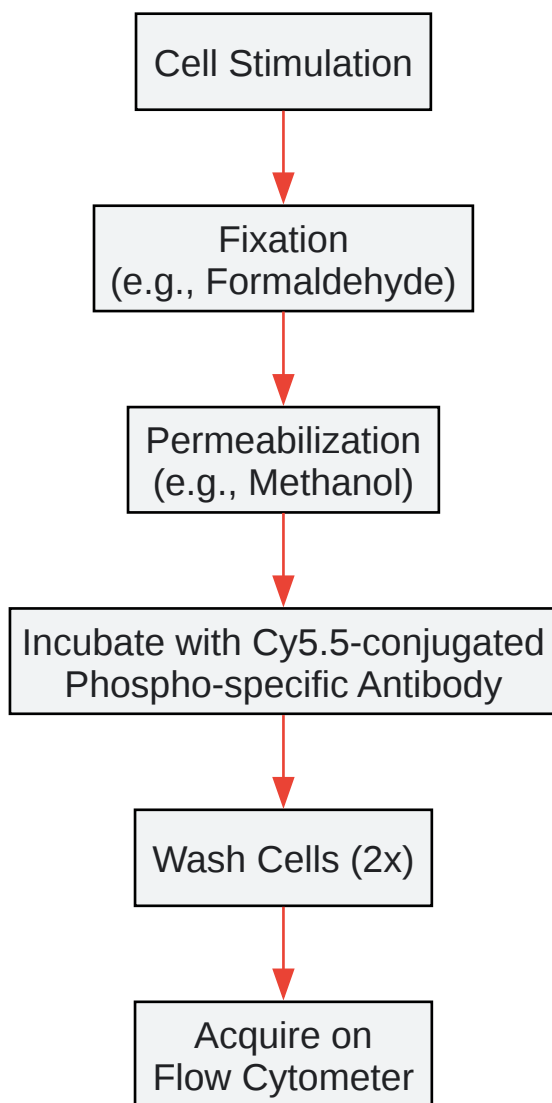 Cell Stimulation
Fixation
(e.g., Formaldehyde)
Permeabilization
(e.g., Methanol)
Incubate with Cy5.5-conjugated
Phospho-specific Antibody
Wash Cells (2x)
Acquire on
Flow Cytometer